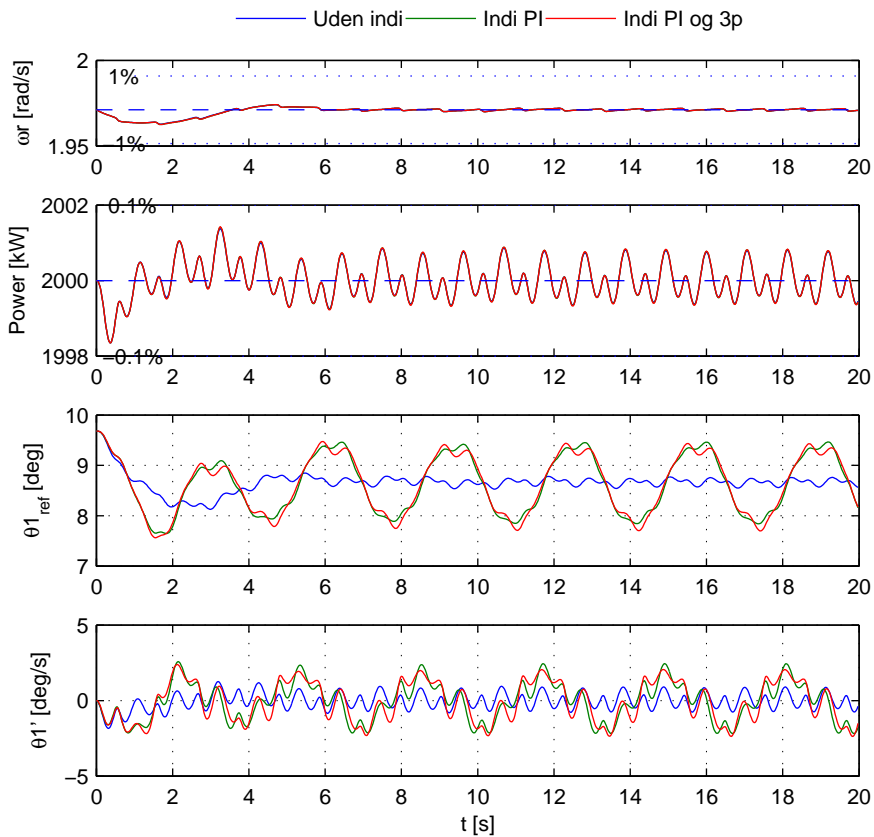 Uden indi Indi PI Indi PI og 3p
2
1%
ωr [rad/s]
−1%
1.95
0 2 4 6 8 10 12 14 16 18 20
2002
0.1%
Power [kW]
2000
1998
−0.1%
0 2 4 6 8 10 12 14 16 18 20
10
9
θ1ref [deg]
8
7
0 2 4 6 8 10 12 14 16 18 20
5
θ1’ [deg/s]
0
−5
0 2 4 6 8 10 12 14 16 18 20
t [s]